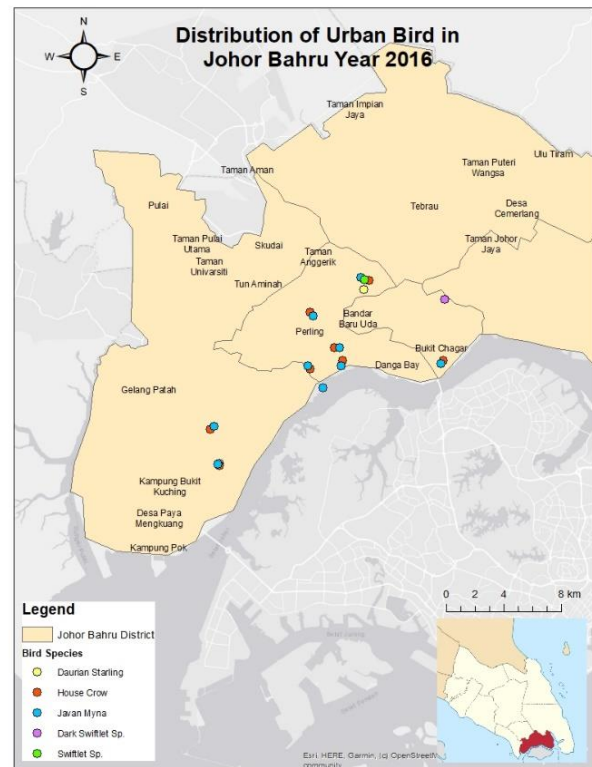 Distribution of Urban Bird in
Johor Bahru Year 2016
N
W
E
S
Taman Impian
Jaya
Ulu Tiram
Taman Puteri
Wangsa
Taman Aman
Desa
Cemerlang
Pulai
Tebrau
Taman Pulai
Utama
Skudai
Taman
Anggerik
Taman Johor
Jaya
Taman
Univarsiti
Tun Aminah
Bandar
Baru Uda
Perling
Bukit Chagar
Danga Bay
Gelang Patah
Kampung Bukit
Kuching
Desa Paya
Mengkuang
Kampung Pok
0 4 8 km
Legend
Johor Bahru District
Bird Species
Daurian Starling
House Crow
Javan Myna
Dark Swiftlet Sp.
Swiftlet Sp.
Esri, HERE, Garmin, (c) OpenStreetM
community